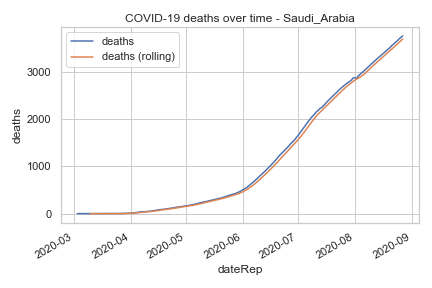 COVID-19 deaths over time - Saudi_Arabia
deaths
deaths (rolling)
deaths
3000
2000
1000
0
2020-03
2020-04
2020-05
2020-06
2020-07
2020-08
2020-09
dateRep